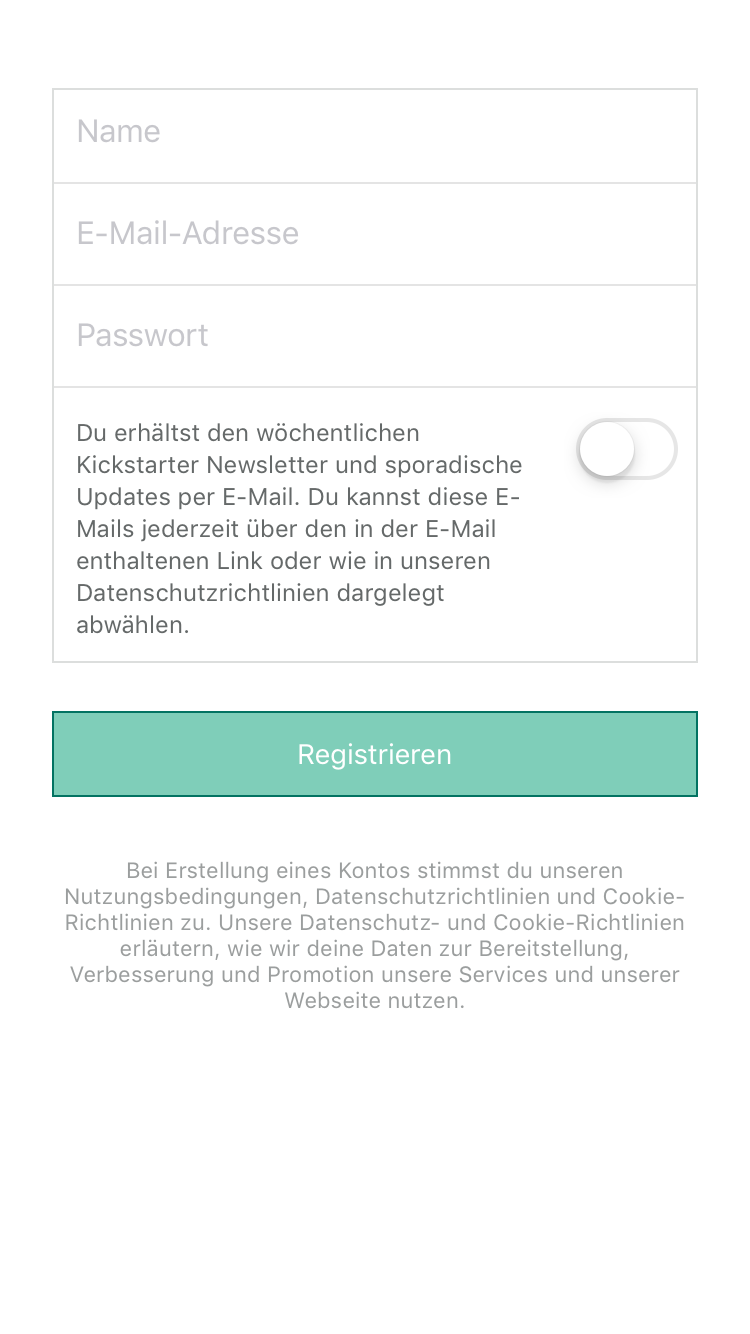 Name
E-Mail-Adresse
Passwort
Du erhältst den wöchentlichen
Kickstarter Newsletter und sporadische
Updates per E-Mail. Du kannst diese E-
Mails jederzeit über den in der E-Mail
enthaltenen Link oder wie in unseren
Datenschutzrichtlinien dargelegt
abwählen.
Registrieren
Bei Erstellung eines Kontos stimmst du unseren
Nutzungsbedingungen, Datenschutzrichtlinien und Cookie-
Richtlinien zu. Unsere Datenschutz- und Cookie-Richtlinien
erläutern, wie wir deine Daten zur Bereitstellung,
Verbesserung und Promotion unsere Services und unserer
Webseite nutzen.